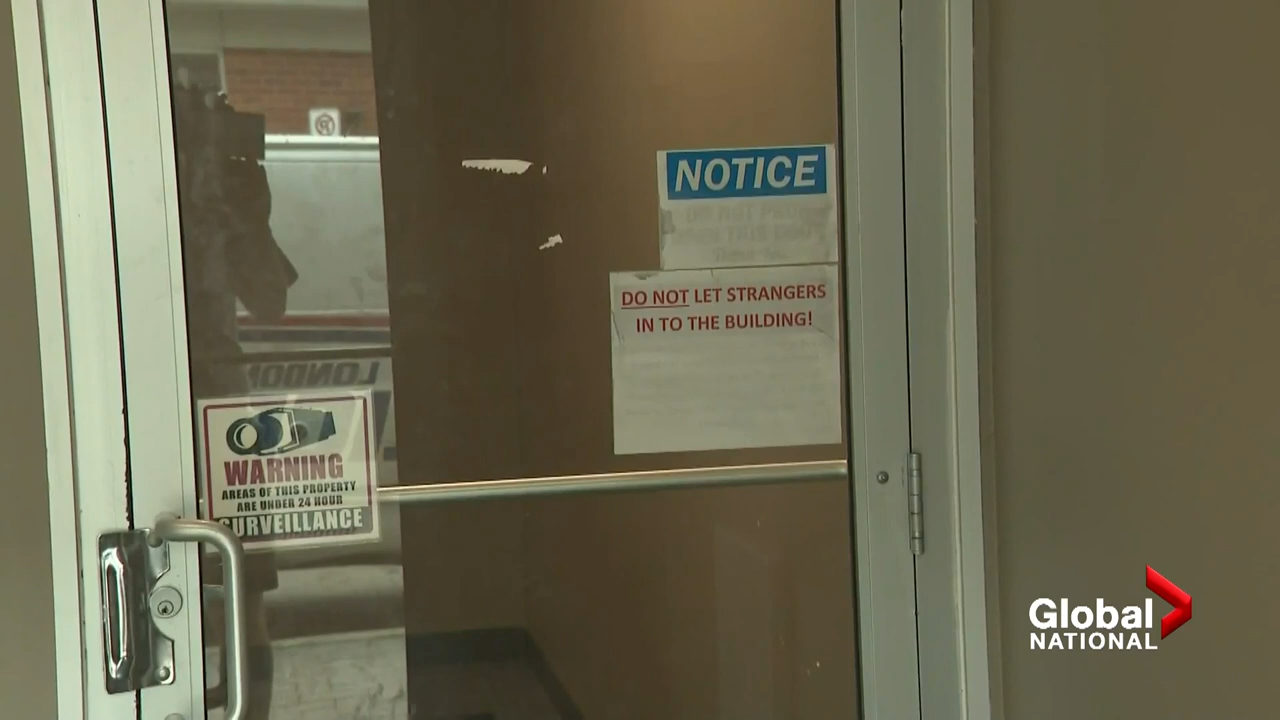 NOTICE
DO NOT LET STRANGERS
IN TO THE BUILDING!
LONDON
WARNING
AREAS OF THIS PROPERTY
ARE UNDER 24 HOUR
SURVEILLANCE
Global
NATIONAL